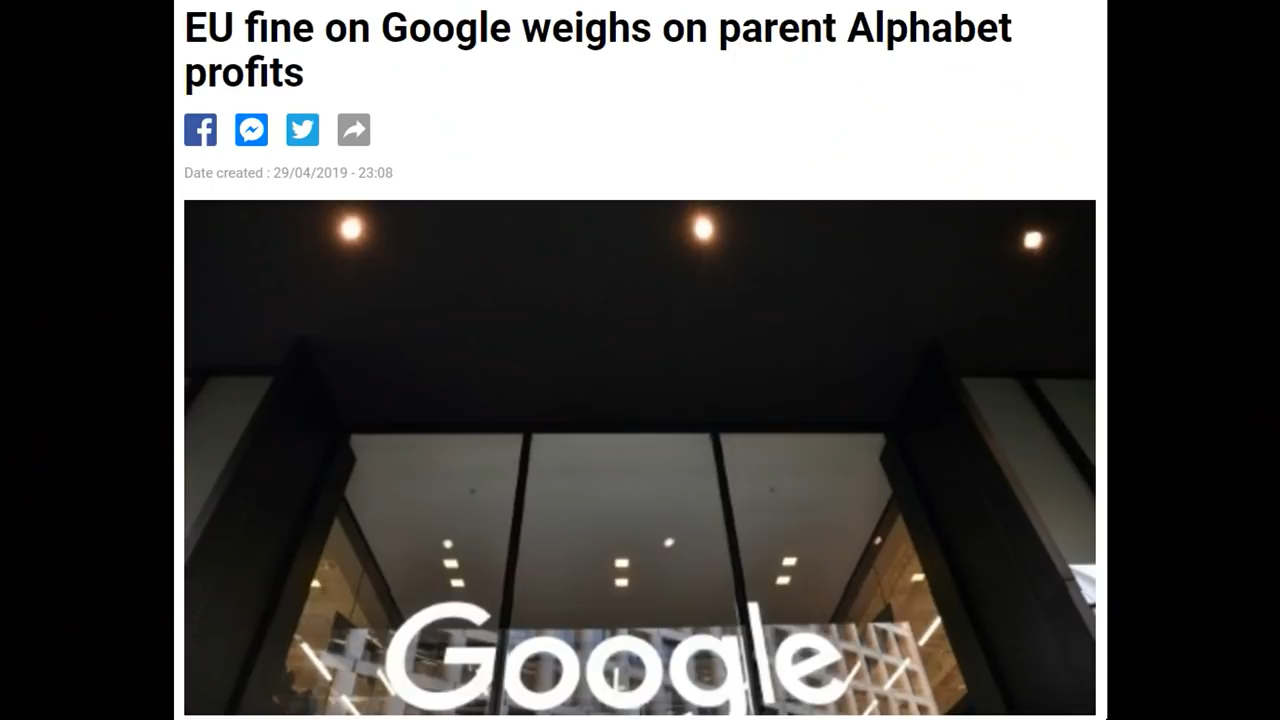 EU fine on Google weighs on parent Alphabet
profits
Date created : 29/04/2019 - 23:08
Google